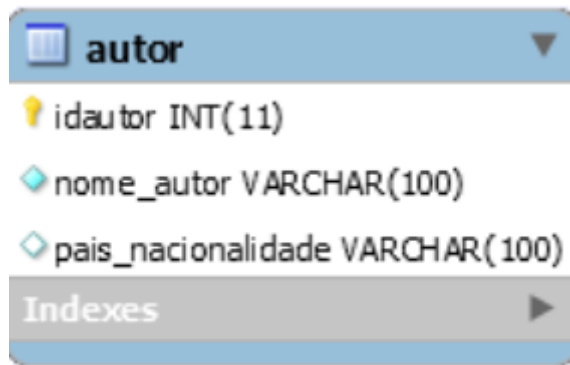 autor
idautor INT(11)
nome_autor VARCHAR(100)
pais_nacionalidade VARCHAR(100)
Indexes